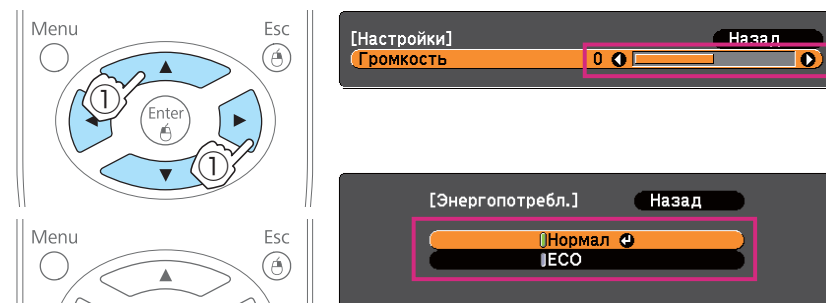 Menu
Esc
Enter
1
1
[Настройки]
Назад
Громкость
0
[Энергопотребл.]
Назад
Нормал
ECO
Menu
Esc